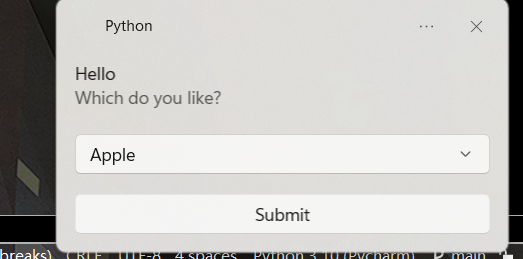 Python
Hello
Which do you like?
Apple
Submit
breaks) CRLF UTF-8 4 spaces Python 3.10 (Pycharm) main